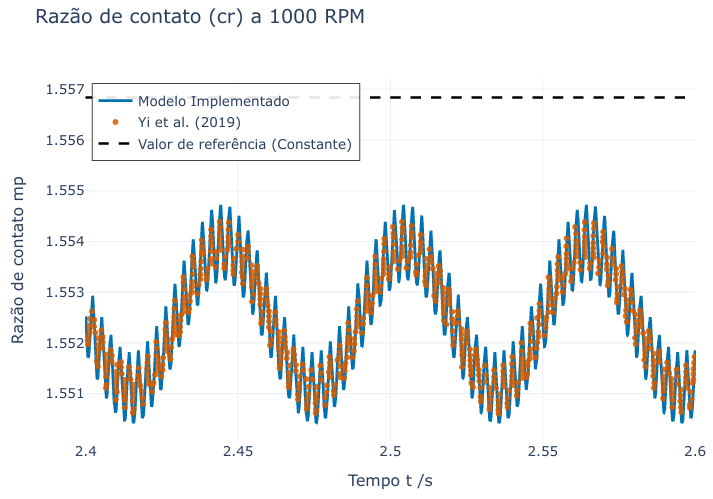 Razão de contato (cr) a 1000 RPM
Modelo Implementado
Yi et al. (2019)
Valor de referência (Constante)
1.557
1.556
1.555
1.554
1.553
1.552
1.551
Razão de contato mp
2.4
2.45
2.5
2.55
2.6
Tempo t /s